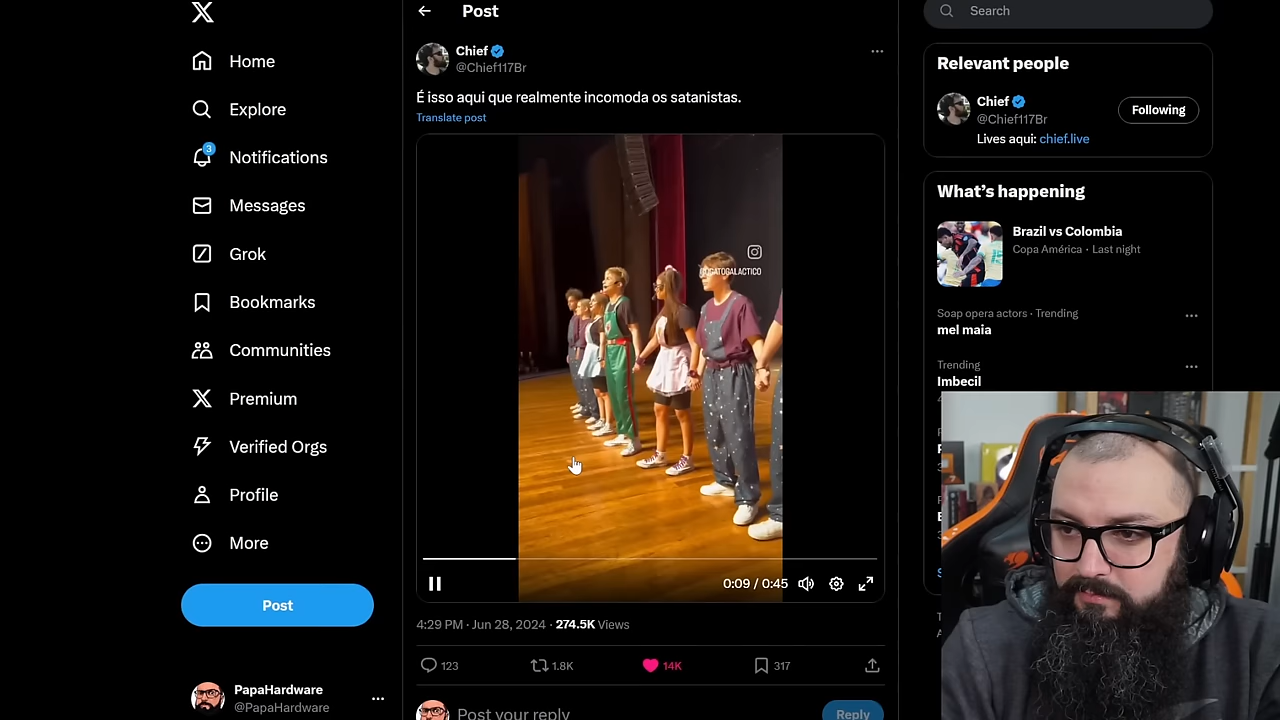 Home
Explore
3
Notifications
Messages
Grok
Bookmarks
Communities
Premium
Verified Orgs
Profile
More
Post
PapaHardware
@PapaHardware
Post
Chief
@Chief117Br
É isso aqui que realmente incomoda os satanistas.
Translate post
0:09 / 0:45
4:29 PM · Jun 28, 2024 · 274.5K Views
123
1.8K
14K
317
Post your reply
Reply
Search
Relevant people
Chief
@Chief117Br
Following
Lives aqui: chief.live
What’s happening
Brazil vs Colombia
Copa América · Last night
Soap opera actors · Trending
mel maia
Trending
Imbecil